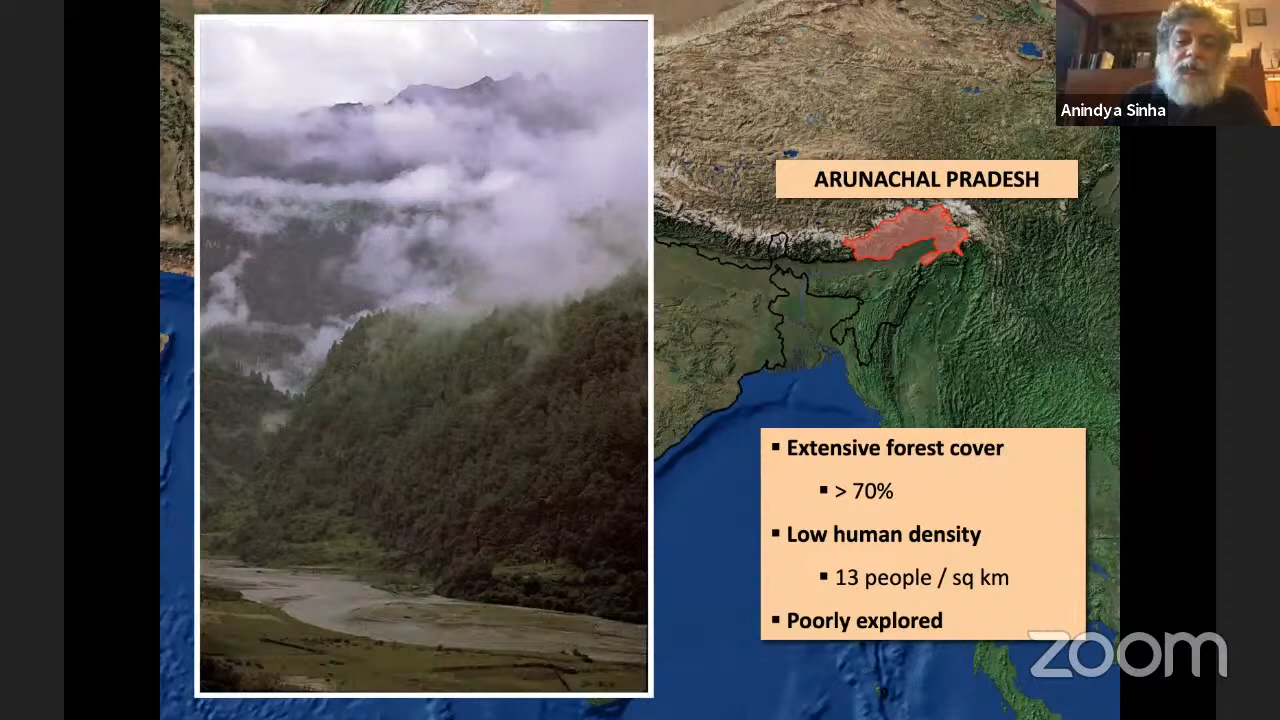 Anindya Sinha
ARUNACHAL PRADESH
▪ Extensive forest cover
▪ > 70%
▪ Low human density
▪ 13 people / sq km
▪ Poorly explored
zoom